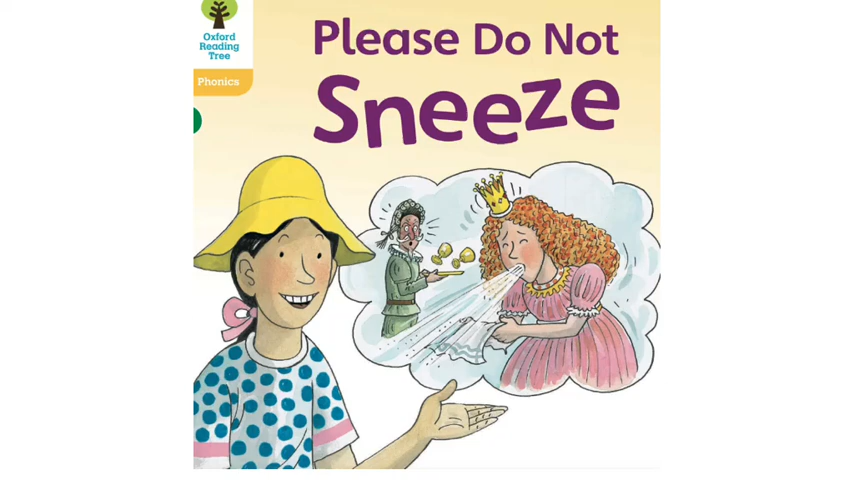 Oxford
Reading
Tree
Phonics
Please Do Not
Sneeze